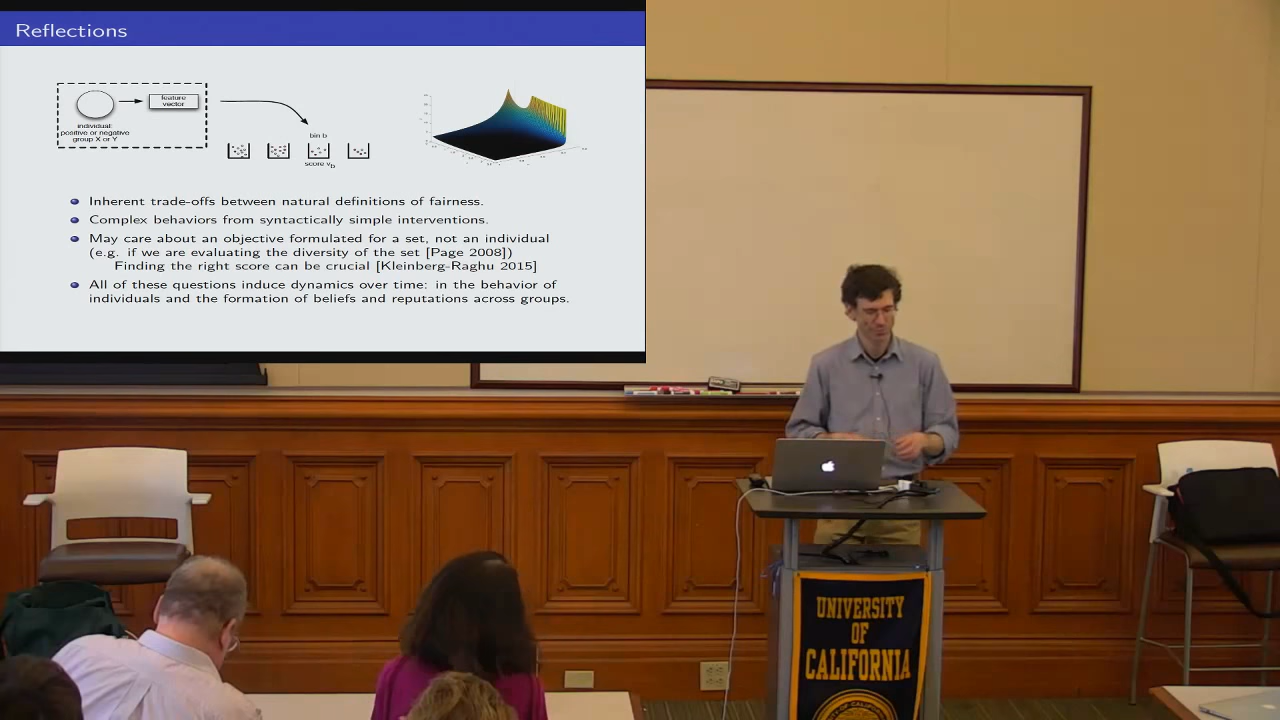 Reflections
feature
vector
individual:
positive or negative
group X or Y
bin b
score vb
Inherent trade-offs between natural definitions of fairness.
Complex behaviors from syntactically simple interventions.
May care about an objective formulated for a set, not an individual
(e.g. if we are evaluating the diversity of the set [Page 2008])
Finding the right score can be crucial [Kleinberg-Raghu 2015]
All of these questions induce dynamics over time: in the behavior of
individuals and the formation of beliefs and reputations across groups.
UNIVERSITY
OF
CALIFORNIA